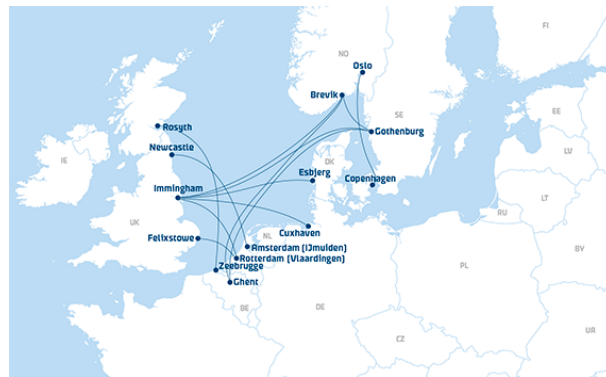 FI
NO
Oslo
Brevik
SE
EE
Rosyth
Gothenburg
Newcastle
LV
IE
DK
Esbjerg
Copenhagen
Immingham
LT
RU
UK
Felixstowe
Cuxhaven
NL
Amsterdam (IJmuiden)
BY
Rotterdam (Vlaardingen)
Zeebrugge
PL
Ghent
BE
DE
CZ
UA